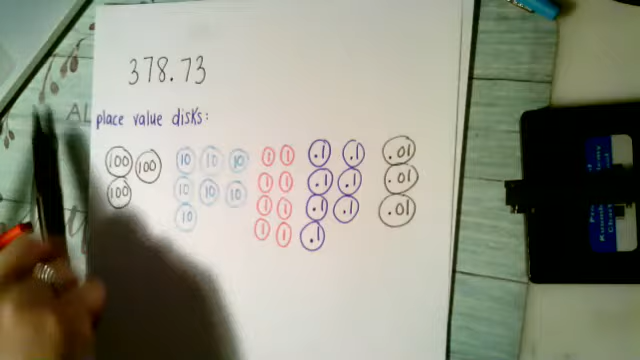 378.73
AL
place value disks:
100 100 10 10 10 1 1 .1 .1 .01
100 10 10 10 1 1 .1 .1 .01
10 1 1 .1 .1 .01
1 1 .1